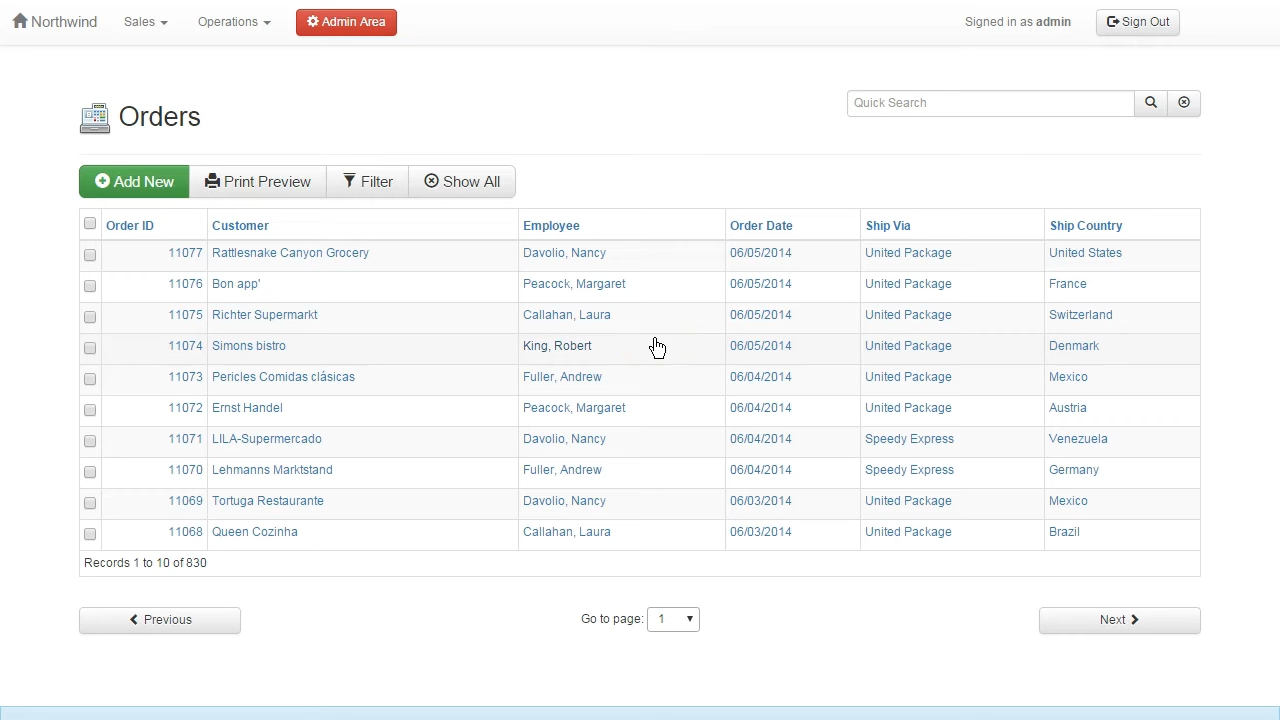 Northwind Sales Operations Admin Area Signed in as admin Sign Out
Orders
Quick Search
Add New Print Preview Filter Show All
Order ID Customer Employee Order Date Ship Via Ship Country
11077 Rattlesnake Canyon Grocery Davolio, Nancy 06/05/2014 United Package United States
11076 Bon app' Peacock, Margaret 06/05/2014 United Package France
11075 Richter Supermarkt Callahan, Laura 06/05/2014 United Package Switzerland
11074 Simons bistro King, Robert 06/05/2014 United Package Denmark
11073 Pericles Comidas clásicas Fuller, Andrew 06/04/2014 United Package Mexico
11072 Ernst Handel Peacock, Margaret 06/04/2014 United Package Austria
11071 LILA-Supermercado Davolio, Nancy 06/04/2014 Speedy Express Venezuela
11070 Lehmanns Marktstand Fuller, Andrew 06/04/2014 Speedy Express Germany
11069 Tortuga Restaurante Davolio, Nancy 06/03/2014 United Package Mexico
11068 Queen Cozinha Callahan, Laura 06/03/2014 United Package Brazil
Records 1 to 10 of 830
Previous Go to page: 1 Next